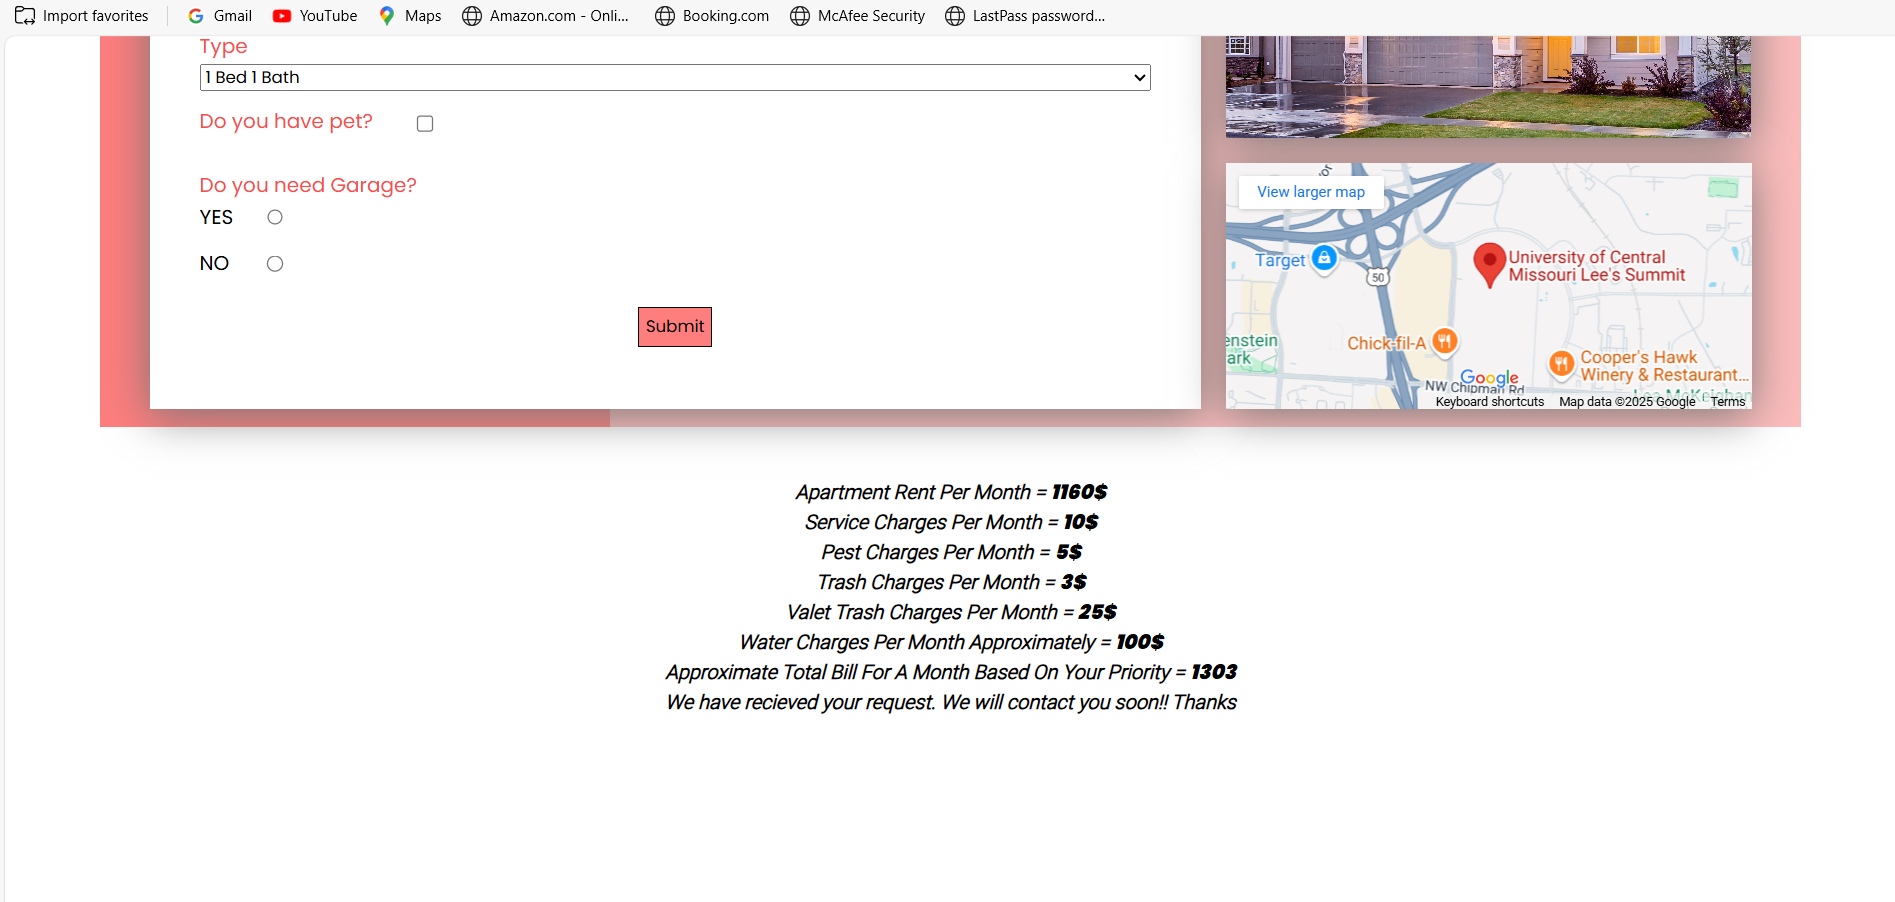 Import favorites
Gmail
YouTube
Maps
Amazon.com - Onli...
Booking.com
McAfee Security
LastPass password...
Type
1 Bed 1 Bath
Do you have pet?
Do you need Garage?
YES
NO
Submit
View larger map
Target
50
University of Central
Missouri Lee's Summit
Chick-fil-A
enstein
ark
Cooper's Hawk
Winery & Restaurant...
Google
NW Chipman Rd
Keyboard shortcuts
Map data ©2025 Google
Terms
Apartment Rent Per Month = 1160$
Service Charges Per Month = 10$
Pest Charges Per Month = 5$
Trash Charges Per Month = 3$
Valet Trash Charges Per Month = 25$
Water Charges Per Month Approximately = 100$
Approximate Total Bill For A Month Based On Your Priority = 1303
We have recieved your request. We will contact you soon!! Thanks